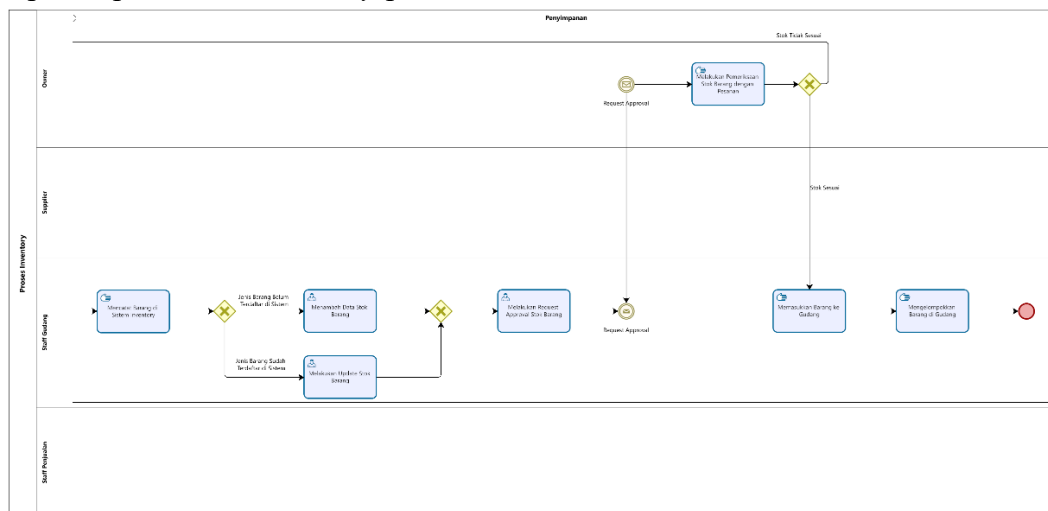 Penyimpanan
Stok Tidak Sesuai
Owner
Melakukan Pemeriksaan
Stok Barang dengan
Pesanan
Request Approval
Supplier
Stok Sesuai
Proses Inventory
Staff Gudang
Mencatat Barang di
Sistem Inventory
Jenis Barang Belum
Terdaftar di Sistem
Menambah Data Stok
Barang
Melakukan Request
Approval Stok Barang
Request Approval
Memasukkan Barang ke
Gudang
Mengelompokkan
Barang di Gudang
Jenis Barang Sudah
Terdaftar di Sistem
Melakukan Update Stok
Barang
Staff Penjualan